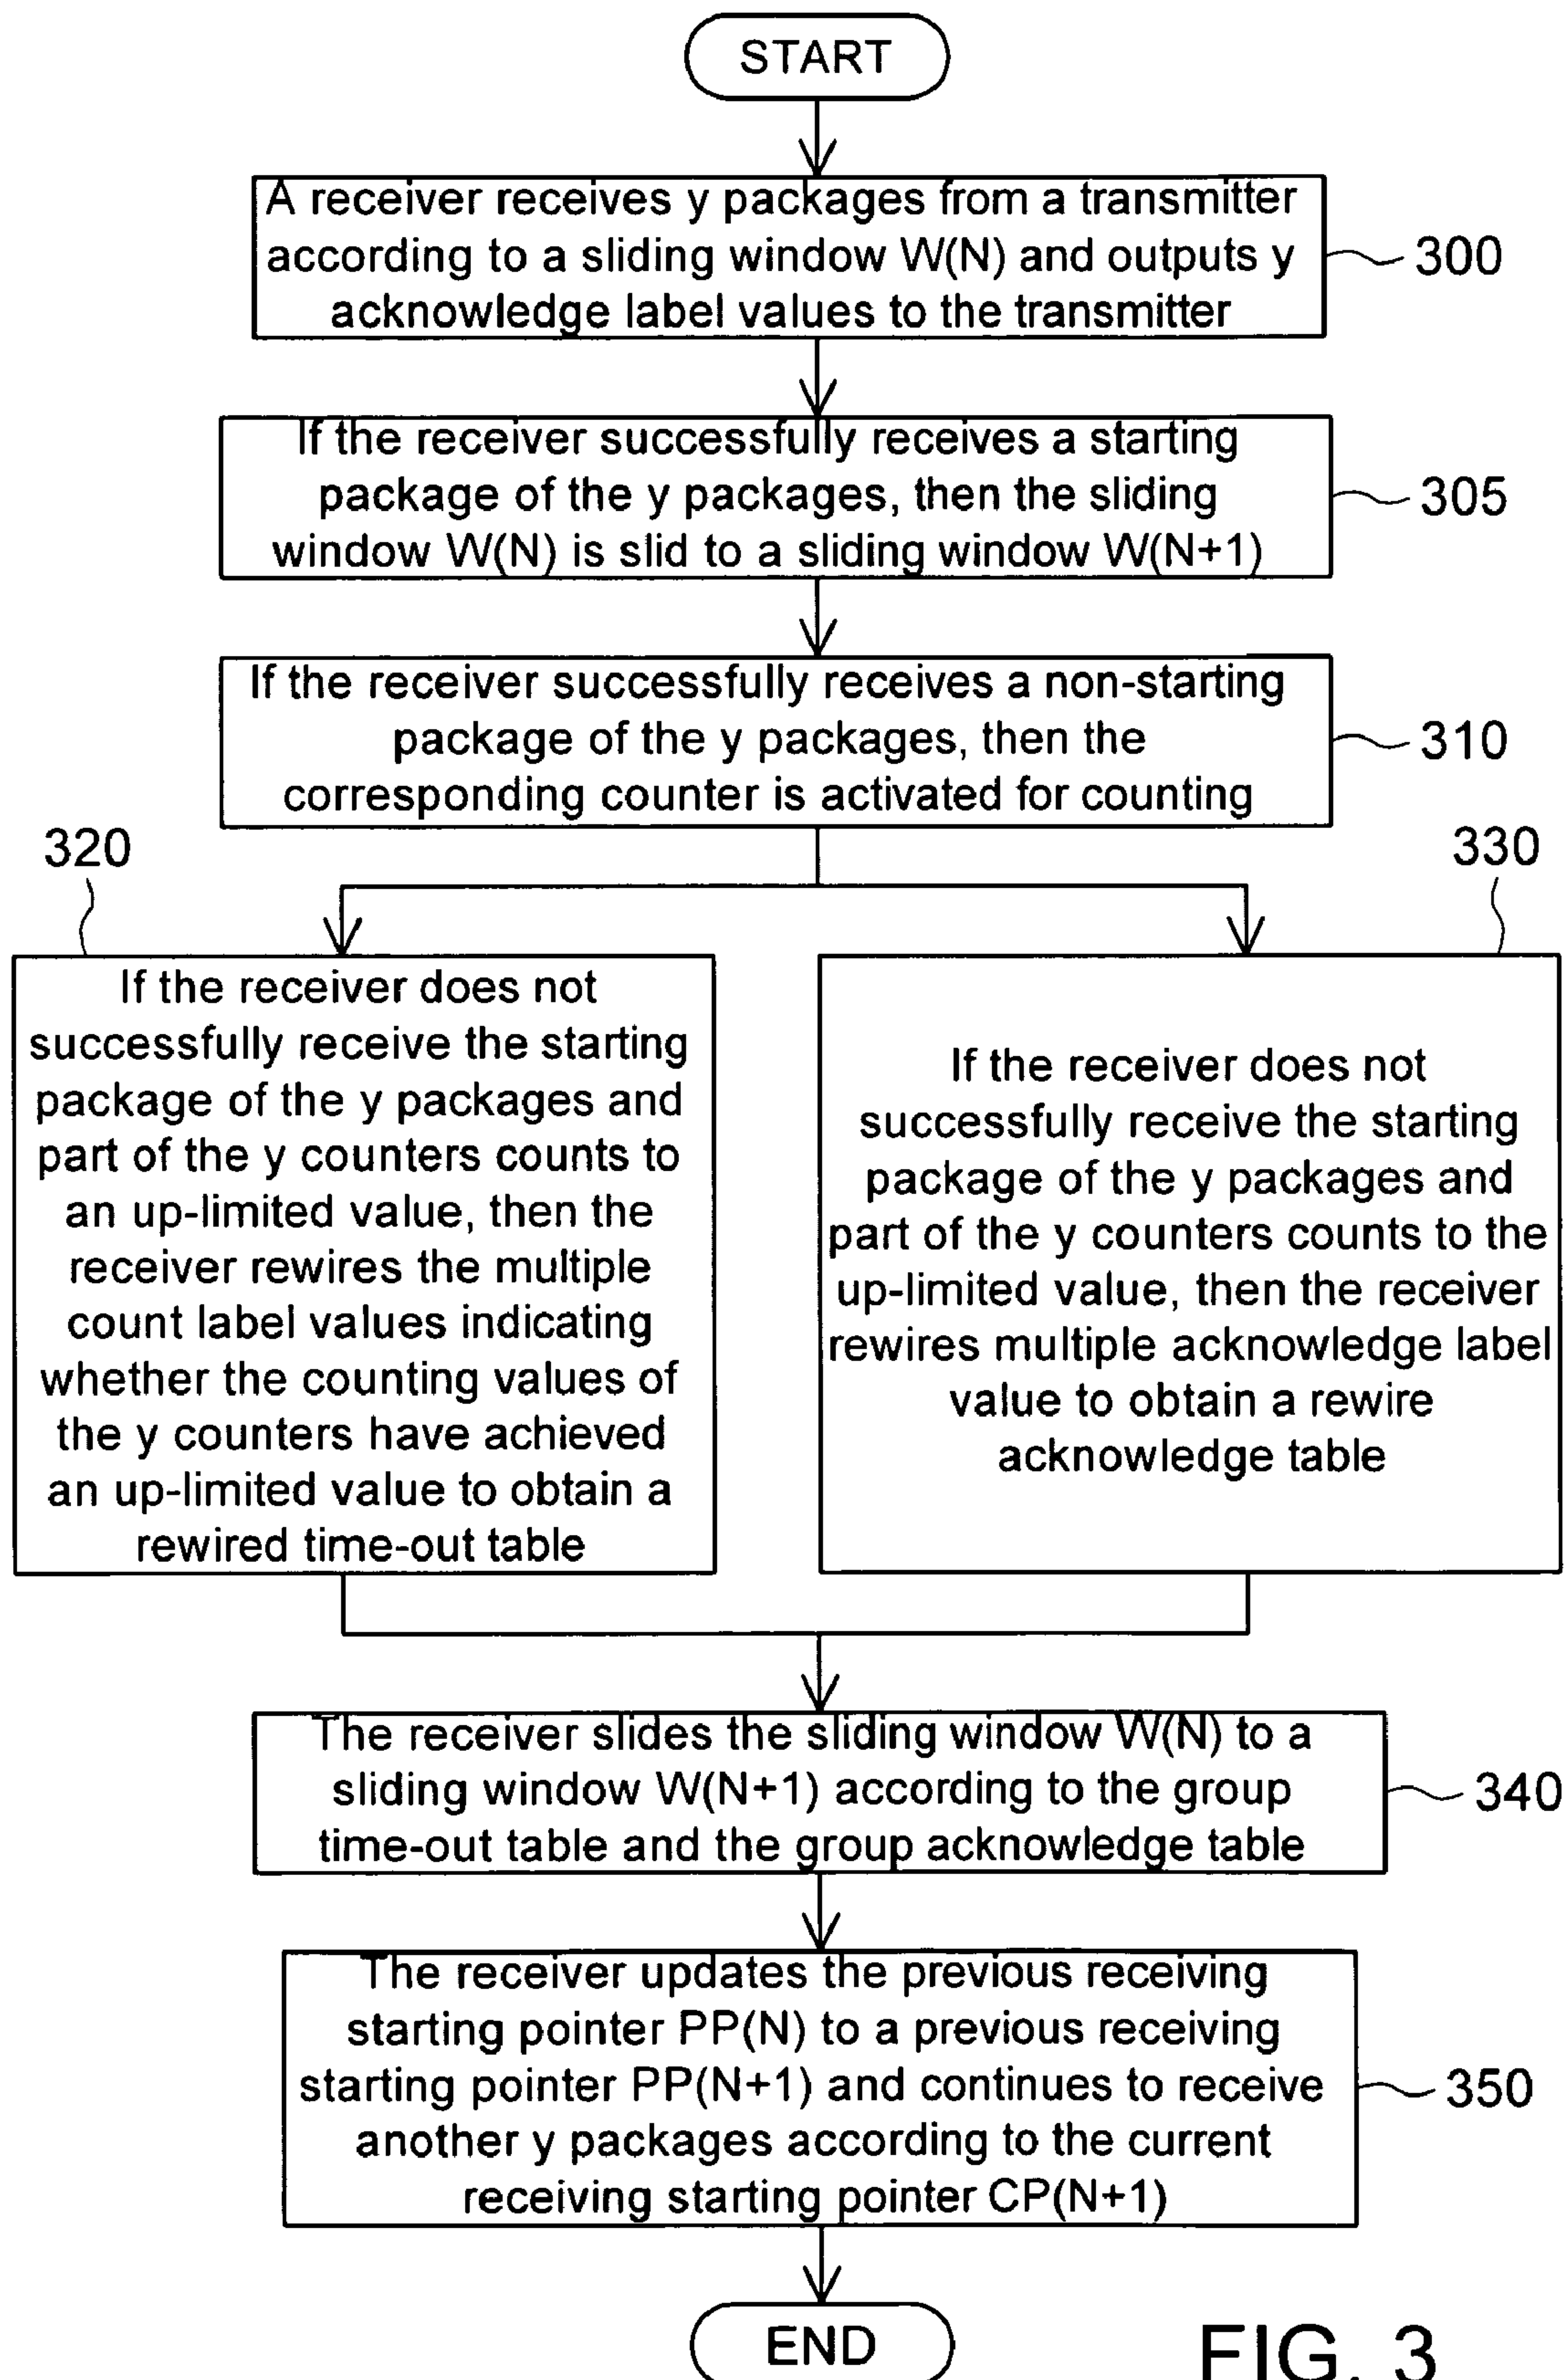 START
A receiver receives y packages from a transmitter
according to a sliding window W(N) and outputs y
acknowledge label values to the transmitter
300
If the receiver successfully receives a starting
package of the y packages, then the sliding
window W(N) is slid to a sliding window W(N+1)
305
If the receiver successfully receives a non-starting
package of the y packages, then the
corresponding counter is activated for counting
310
320
If the receiver does not
successfully receive the starting
package of the y packages and
part of the y counters counts to
an up-limited value, then the
receiver rewires the multiple
count label values indicating
whether the counting values of
the y counters have achieved
an up-limited value to obtain a
rewired time-out table
330
If the receiver does not
successfully receive the starting
package of the y packages and
part of the y counters counts to the
up-limited value, then the receiver
rewires multiple acknowledge label
value to obtain a rewire
acknowledge table
The receiver slides the sliding window W(N) to a
sliding window W(N+1) according to the group
time-out table and the group acknowledge table
340
The receiver updates the previous receiving
starting pointer PP(N) to a previous receiving
starting pointer PP(N+1) and continues to receive
another y packages according to the current
receiving starting pointer CP(N+1)
350
END
FIG. 3